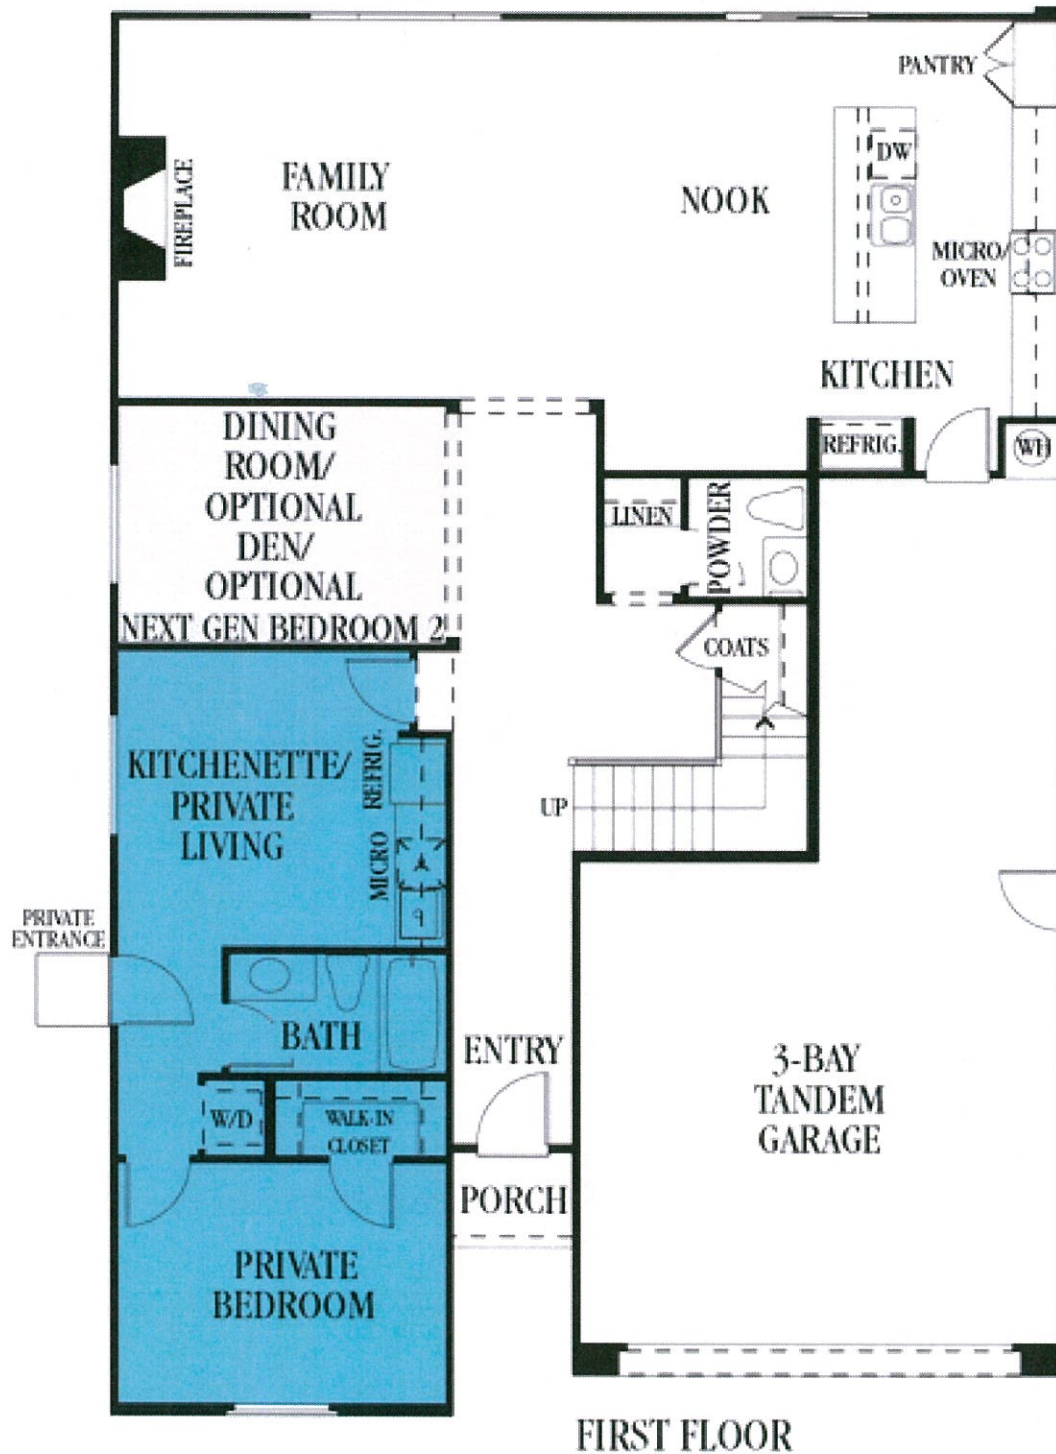 PANTRY
DW
FIREPLACE
FAMILY
ROOM
NOOK
MICRO/
OVEN
KITCHEN
REFRIG.
WH
DINING
ROOM/
OPTIONAL
DEN/
OPTIONAL
NEXT GEN BEDROOM 2
LINEN
POWDER
COATS
KITCHENETTE/
PRIVATE
LIVING
REFRIG.
MICRO
UP
PRIVATE
ENTRANCE
BATH
ENTRY
3-BAY
TANDEM
GARAGE
W/D
WALK-IN
CLOSET
PORCH
PRIVATE
BEDROOM
FIRST FLOOR